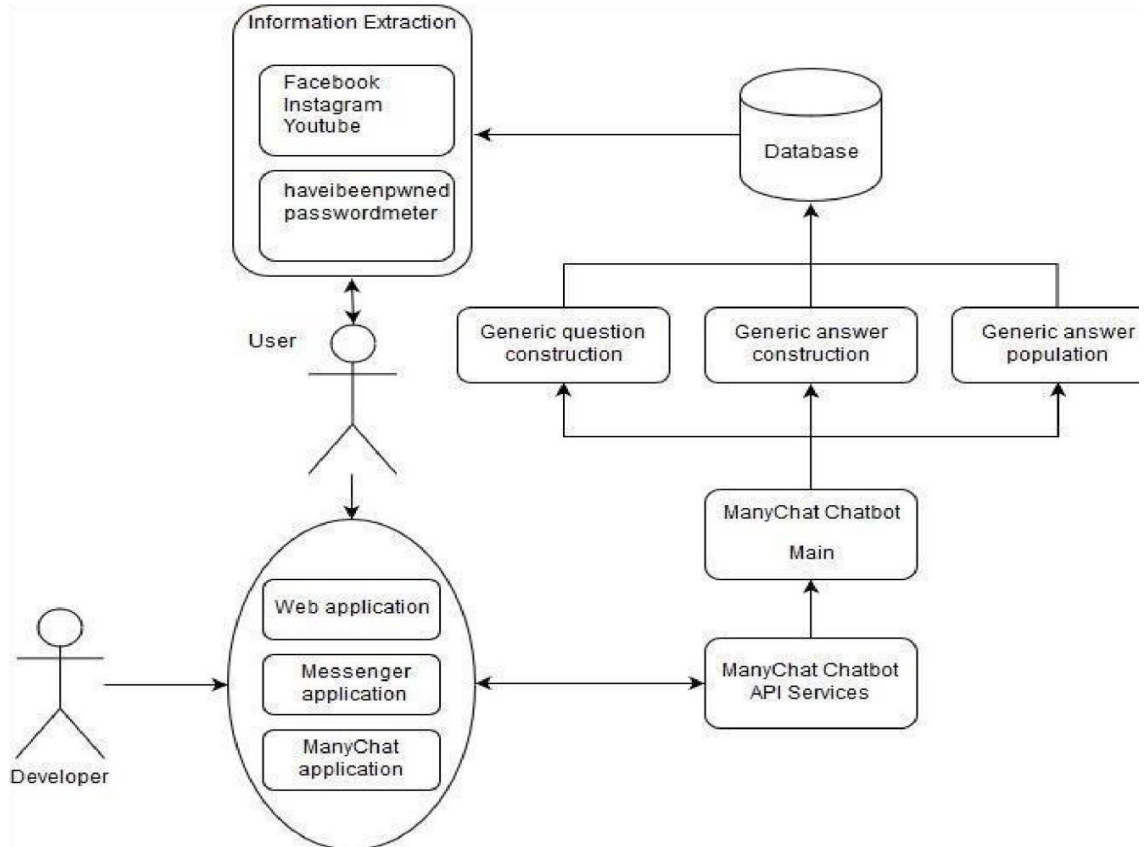 Information Extraction
Facebook
Instagram
Youtube
haveibeenpwned
passwordmeter
Database
User
Generic question
construction
Generic answer
construction
Generic answer
population
ManyChat Chatbot
Main
Web application
Messenger
application
ManyChat
application
ManyChat Chatbot
API Services
Developer